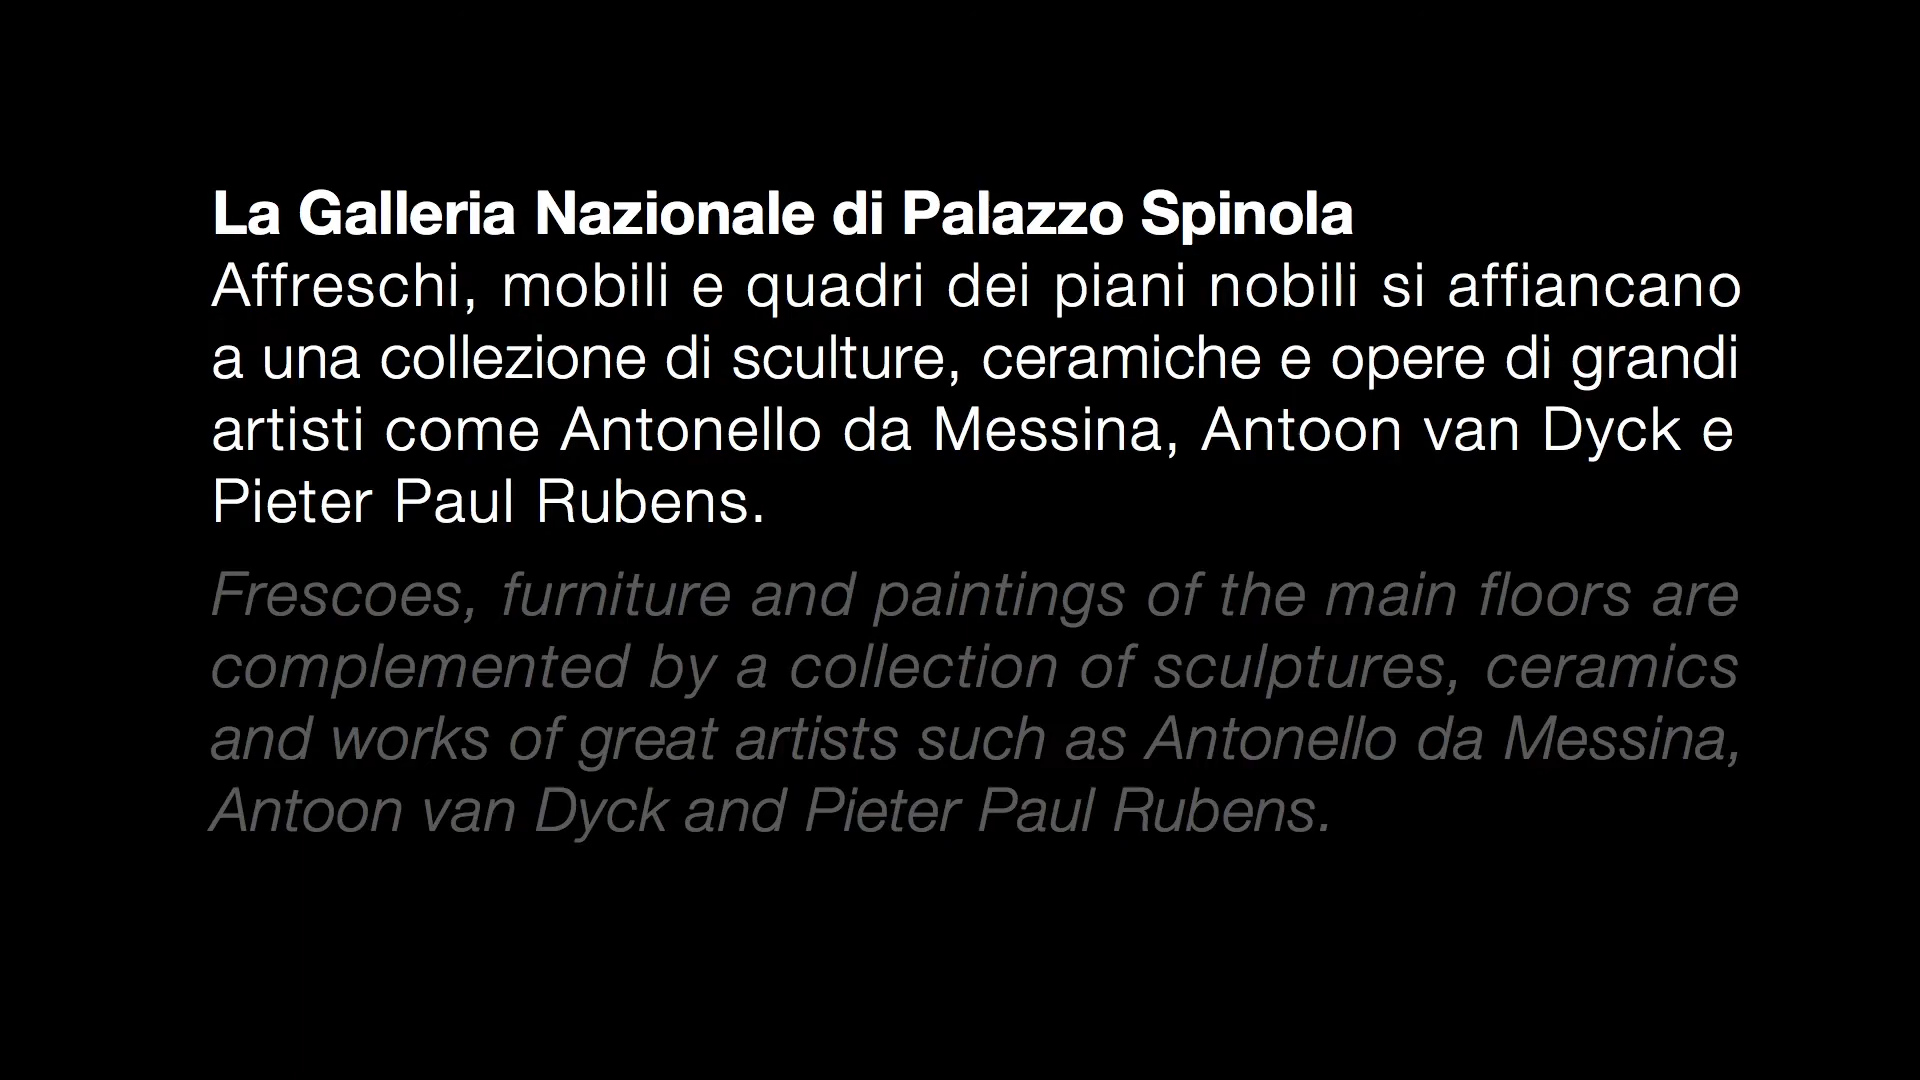 La Galleria Nazionale di Palazzo Spinola
Affreschi, mobili e quadri dei piani nobili si affiancano
a una collezione di sculture, ceramiche e opere di grandi
artisti come Antonello da Messina, Antoon van Dyck e
Pieter Paul Rubens.
Frescoes, furniture and paintings of the main floors are
complemented by a collection of sculptures, ceramics
and works of great artists such as Antonello da Messina,
Antoon van Dyck and Pieter Paul Rubens.